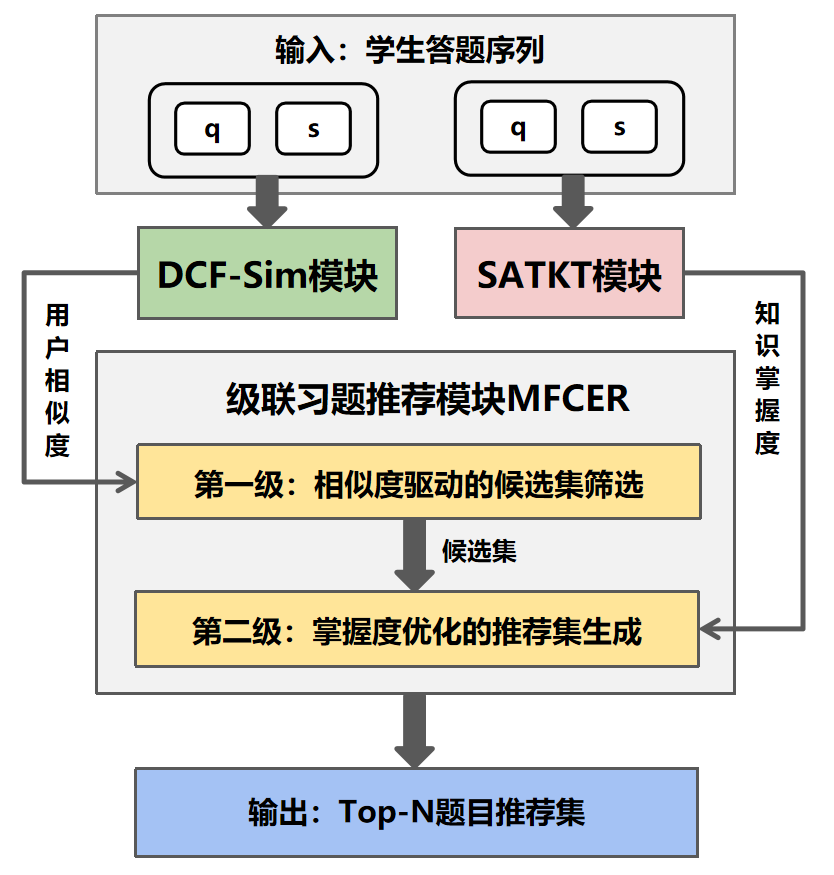 输入：学生答题序列
q s q s
DCF-Sim模块
SATKT模块
用户相似度
知识掌握度
级联习题推荐模块MFCER
第一级：相似度驱动的候选集筛选
候选集
第二级：掌握度优化的推荐集生成
输出：Top-N题目推荐集